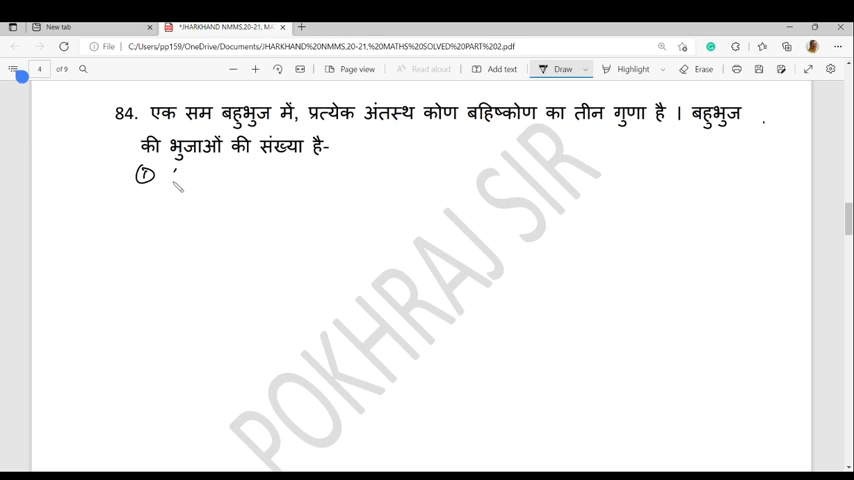 New tab
*JHARKHAND NMMS,20-21, MA
File
C:/Users/pp159/OneDrive/Documents/JHARKHAND%20NMMS,20-21,%20MATHS%20SOLVED%20PART%202.pdf
4 of 9
Page view
Read aloud
Add text
Draw
Highlight
Erase
84. एक सम बहुभुज में, प्रत्येक अंतस्थ कोण बहिष्कोण का तीन गुणा है । बहुभुज
की भुजाओं की संख्या है-
POKHRAJ SIR